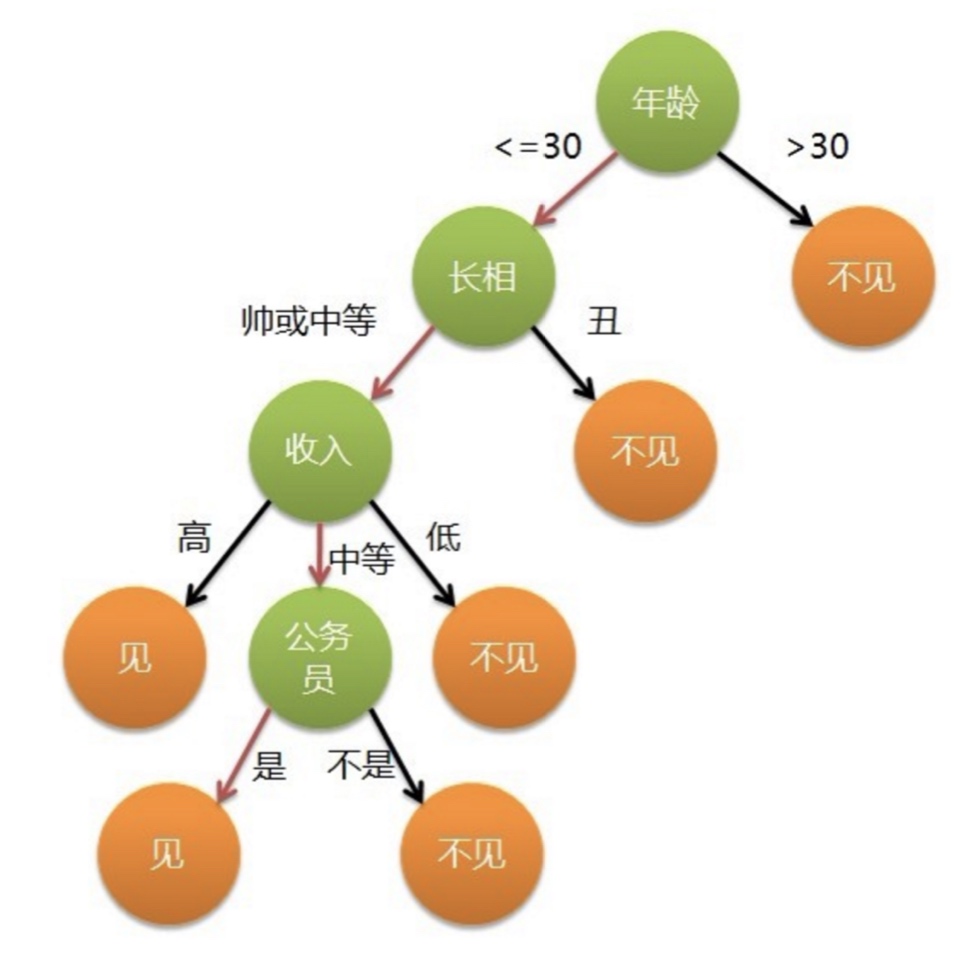 年龄
<=30
>30
长相
不见
帅或中等
丑
收入
不见
高
中等
低
见
公务
员
不见
是
不是
见
不见